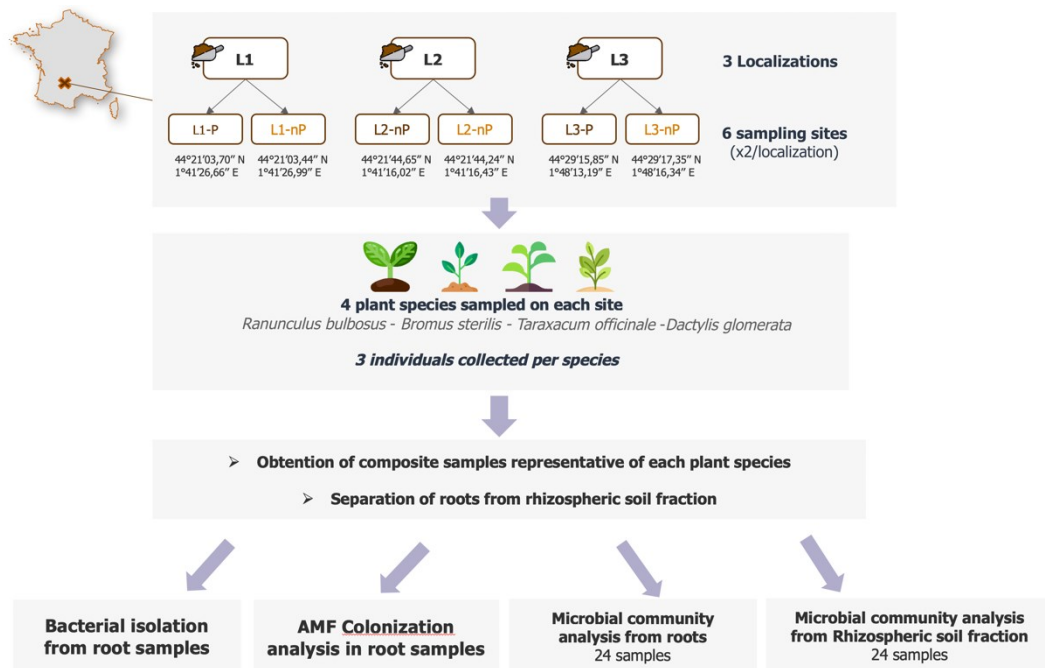 L1
L2
L3
3 Localizations
L1-P
L1-nP
L2-nP
L2-nP
L3-P
L3-nP
6 sampling sites
(x2/localization)
44°21’03,70” N
1°41’26,66” E
44°21’03,44” N
1°41’26,99” E
44°21’44,65” N
1°41’16,02” E
44°21’44,24” N
1°41’16,43” E
44°29’15,85” N
1°48’13,19” E
44°29’17,35” N
1°48’16,34” E
4 plant species sampled on each site
Ranunculus bulbosus - Bromus sterilis - Taraxacum officinale -Dactylis glomerata
3 individuals collected per species
➢ Obtention of composite samples representative of each plant species
➢ Separation of roots from rhizospheric soil fraction
Bacterial isolation
from root samples
AMF Colonization
analysis in root samples
Microbial community
analysis from roots
24 samples
Microbial community analysis
from Rhizospheric soil fraction
24 samples